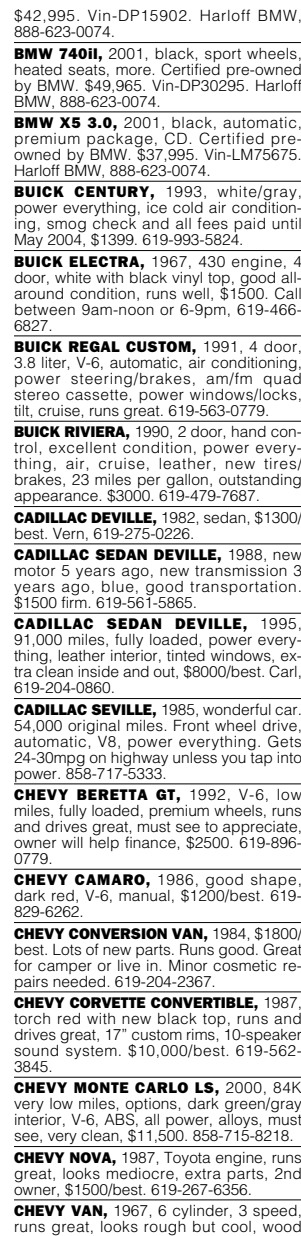 $42,995. Vin-DP15902. Harloff BMW,
888-623-0074.
BMW 740il, 2001, black, sport wheels,
heated seats, more. Certified pre-owned
by BMW. $49,965. Vin-DP30295. Harloff
BMW, 888-623-0074.
BMW X5 3.0, 2001, black, automatic,
premium package, CD. Certified pre-
owned by BMW. $37,995. Vin-LM75675.
Harloff BMW, 888-623-0074.
BUICK CENTURY, 1993, white/gray,
power everything, ice cold air condition-
ing, smog check and all fees paid until
May 2004, $1399. 619-993-5824.
BUICK ELECTRA, 1967, 430 engine, 4
door, white with black vinyl top, good all-
around condition, runs well, $1500. Call
between 9am-noon or 6-9pm, 619-466-
6827.
BUICK REGAL CUSTOM, 1991, 4 door,
3.8 liter, V-6, automatic, air conditioning,
power steering/brakes, am/fm quad
stereo cassette, power windows/locks,
tilt, cruise, runs great. 619-563-0779.
BUICK RIVIERA, 1990, 2 door, hand con-
trol, excellent condition, power every-
thing, air, cruise, leather, new tires/
brakes, 23 miles per gallon, outstanding
appearance. $3000. 619-479-7687.
CADILLAC DEVILLE, 1982, sedan, $1300/
best. Vern, 619-275-0226.
CADILLAC SEDAN DEVILLE, 1988, new
motor 5 years ago, new transmission 3
years ago, blue, good transportation.
$1500 firm. 619-561-5865.
CADILLAC SEDAN DEVILLE, 1995,
91,000 miles, fully loaded, power every-
thing, leather interior, tinted windows, ex-
tra clean inside and out, $8000/best. Carl,
619-204-0860.
CADILLAC SEVILLE, 1985, wonderful car.
54,000 original miles. Front wheel drive,
automatic, V8, power everything. Gets
24-30mpg on highway unless you tap into
power. 858-717-5333.
CHEVY BERETTA GT, 1992, V-6, low
miles, fully loaded, premium wheels, runs
and drives great, must see to appreciate,
owner will help finance, $2500. 619-896-
0779.
CHEVY CAMARO, 1986, good shape,
dark red, V-6, manual, $1200/best. 619-
829-6262.
CHEVY CONVERSION VAN, 1984, $1800/
best. Lots of new parts. Runs good. Great
for camper or live in. Minor cosmetic re-
pairs needed. 619-204-2367.
CHEVY CORVETTE CONVERTIBLE, 1987,
torch red with new black top, runs and
drives great, 17" custom rims, 10-speaker
sound system. $10,000/best. 619-562-
3845.
CHEVY MONTE CARLO LS, 2000, 84K
very low miles, options, dark green/gray
interior, V-6, ABS, all power, alloys, must
see, very clean, $11,500. 858-715-8218.
CHEVY NOVA, 1987, Toyota engine, runs
great, looks mediocre, extra parts, 2nd
owner, $1500/best. 619-267-6356.
CHEVY VAN, 1967, 6 cylinder, 3 speed,
runs great, looks rough but cool, wood